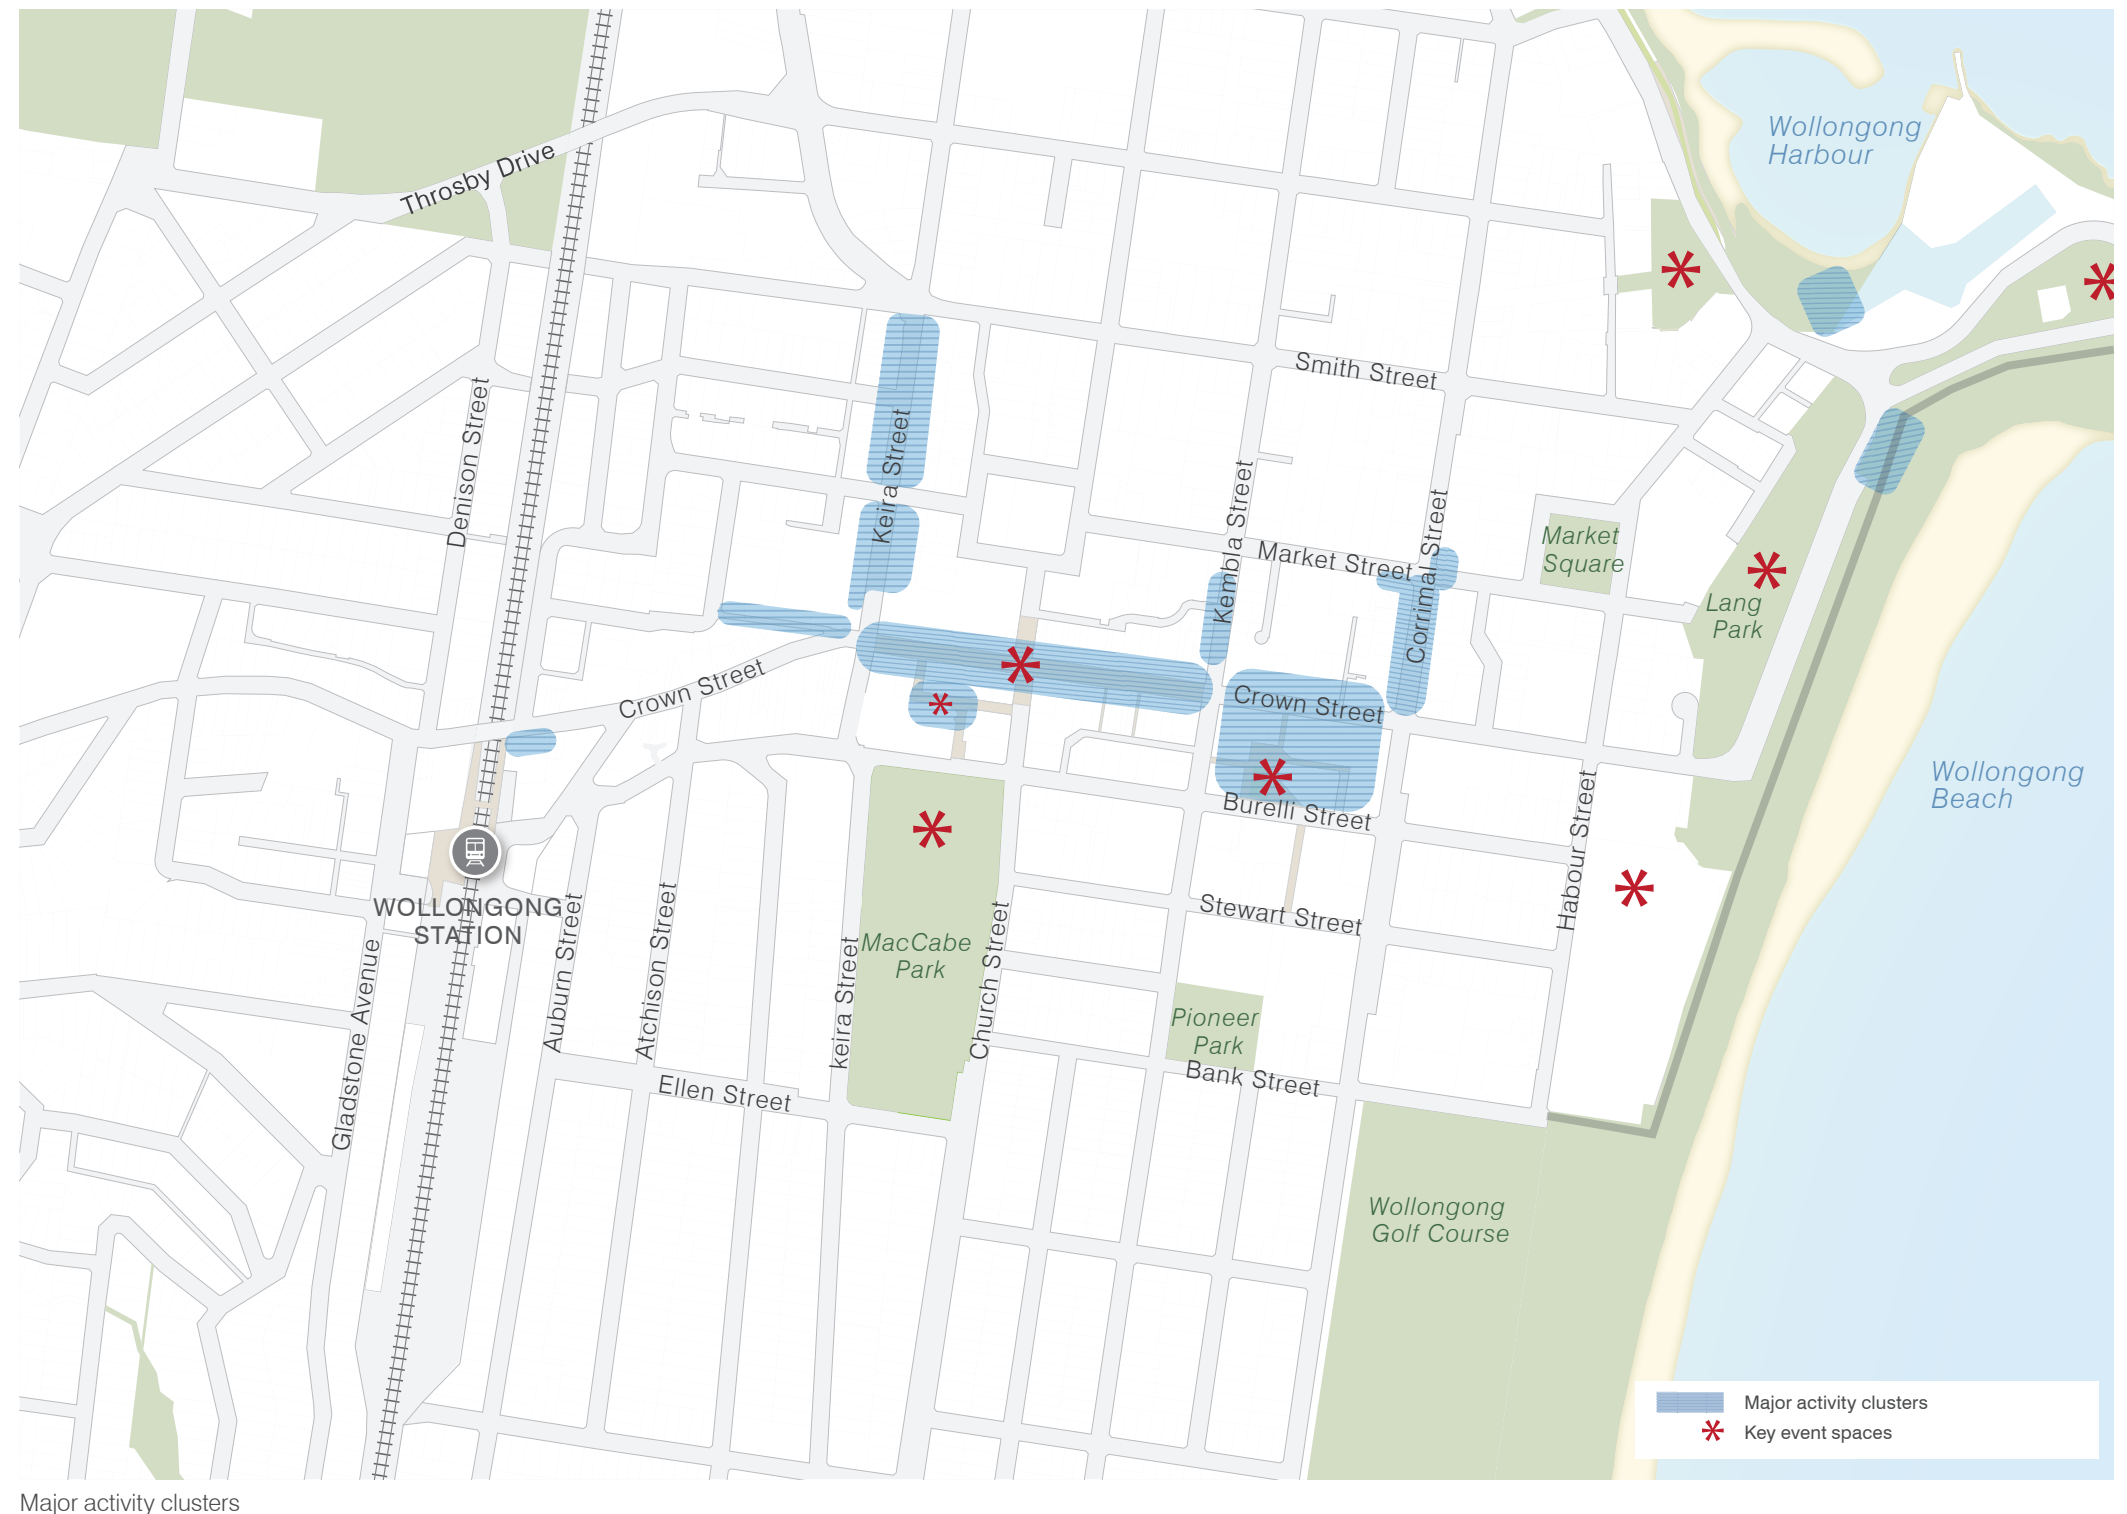 Wollongong
Harbour
Throsby Drive
Smith Street
Denison Street
Keira Street
Kembla Street
Corrimal Street
Market Street
Market
Square
Lang
Park
Crown Street
Crown Street
Wollongong
Beach
Burelli Street
Habour Street
WOLLONGONG
STATION
Stewart Street
Auburn Street
Atchison Street
keira Street
MacCabe
Park
Church Street
Gladstone Avenue
Pioneer
Park
Bank Street
Ellen Street
Wollongong
Golf Course
Major activity clusters
Key event spaces
Major activity clusters